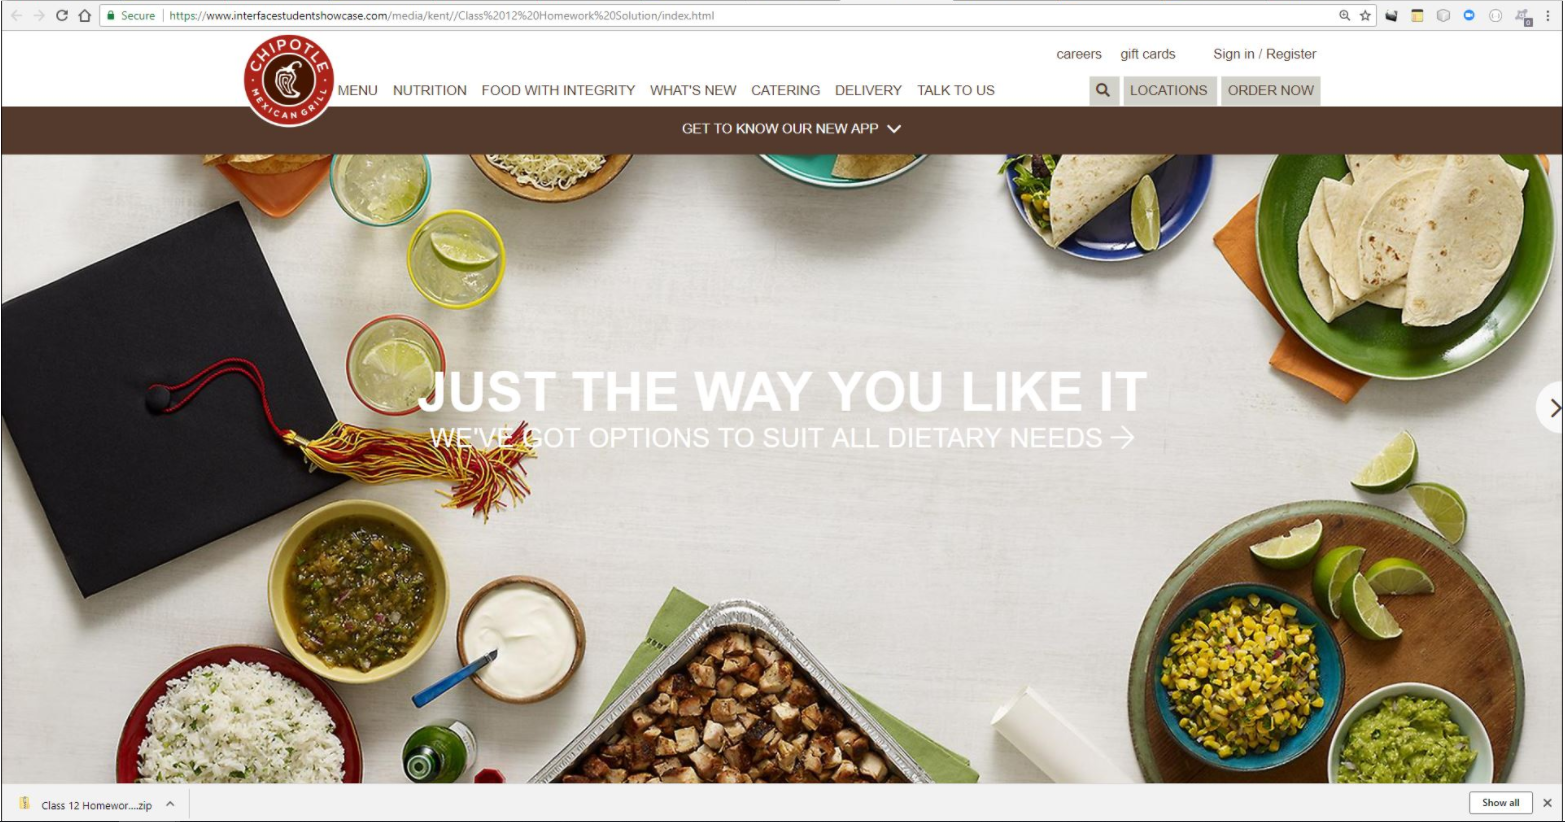 Secure https://www.interfacestudentshowcase.com/media/kent//Class%2012%20Homework%20Solution/index.html
careers gift cards Sign in / Register
CHIPOTLE
MEXICAN GRILL
MENU NUTRITION FOOD WITH INTEGRITY WHAT'S NEW CATERING DELIVERY TALK TO US LOCATIONS ORDER NOW
GET TO KNOW OUR NEW APP
JUST THE WAY YOU LIKE IT
WE'VE GOT OPTIONS TO SUIT ALL DIETARY NEEDS
Class 12 Homewor....zip Show all